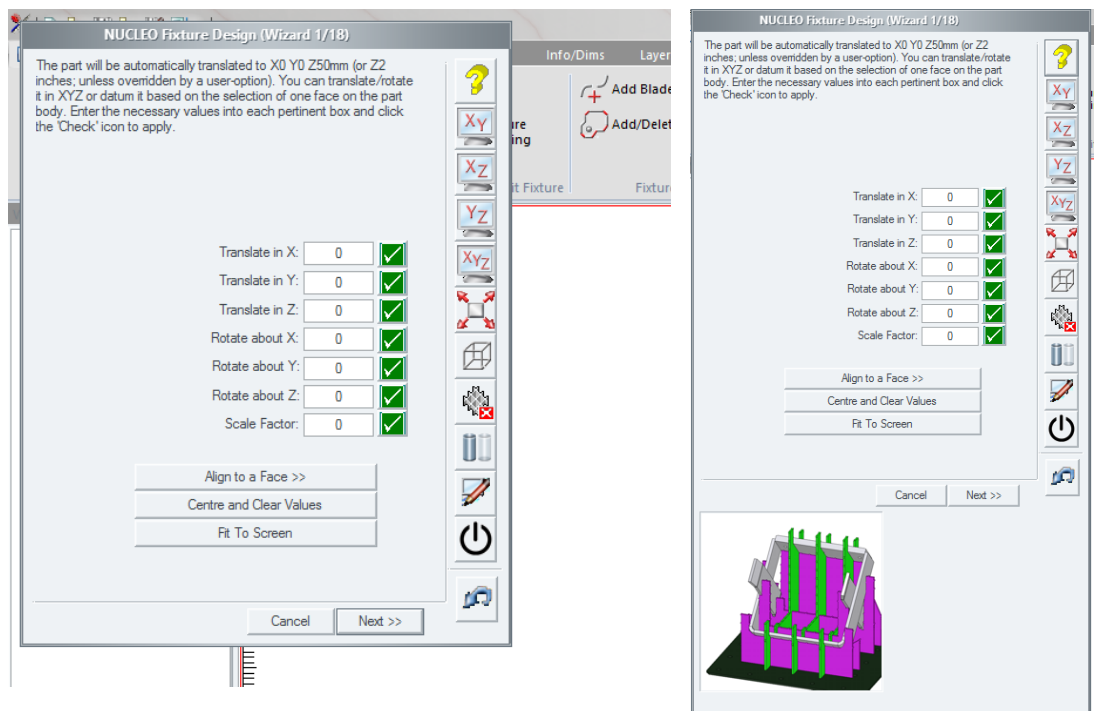 NUCLEO Fixture Design (Wizard 1/18)
The part will be automatically translated to X0 Y0 Z50mm (or Z2
inches; unless overridden by a user-option). You can translate/rotate
it in XYZ or datum it based on the selection of one face on the part
body. Enter the necessary values into each pertinent box and click
the 'Check' icon to apply.
XY
XZ
YZ
XYZ
Translate in X: 0
Translate in Y: 0
Translate in Z: 0
Rotate about X: 0
Rotate about Y: 0
Rotate about Z: 0
Scale Factor: 0
Align to a Face >>
Centre and Clear Values
Fit To Screen
Cancel Next >>
Info/Dims Layer
Add Blade
Add/Delet
Fixtur
NUCLEO Fixture Design (Wizard 1/18)
The part will be automatically translated to X0 Y0 Z50mm (or Z2
inches; unless overridden by a user-option). You can translate/rotate
it in XYZ or datum it based on the selection of one face on the part
body. Enter the necessary values into each pertinent box and click
the 'Check' icon to apply.
XY
XZ
YZ
XYZ
Translate in X: 0
Translate in Y: 0
Translate in Z: 0
Rotate about X: 0
Rotate about Y: 0
Rotate about Z: 0
Scale Factor: 0
Align to a Face >>
Centre and Clear Values
Fit To Screen
Cancel Next >>